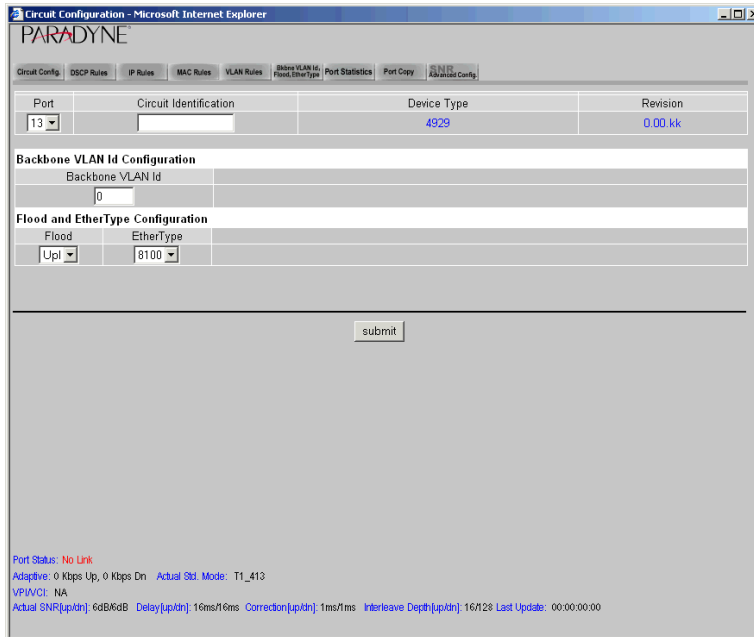 Circuit Configuration - Microsoft Internet Explorer
PARADYNE®
Circuit Config. DSCP Rules IP Rules MAC Rules VLAN Rules Bkbne VLAN Id, Flood, EtherType Port Statistics Port Copy SNR Advanced Config.
Port Circuit Identification Device Type Revision
13 4929 0.00.kk
Backbone VLAN Id Configuration
Backbone VLAN Id
0
Flood and EtherType Configuration
Flood EtherType
Upl 8100
submit
Port Status: No Link
Adaptive: 0 Kbps Up, 0 Kbps Dn Actual Std. Mode: T1_413
VPI/VCI: NA
Actual SNR[up/dn]: 6dB/6dB Delay[up/dn]: 16ms/16ms Correction[up/dn]: 1ms/1ms Interleave Depth[up/dn]: 16/128 Last Update: 00:00:00:00